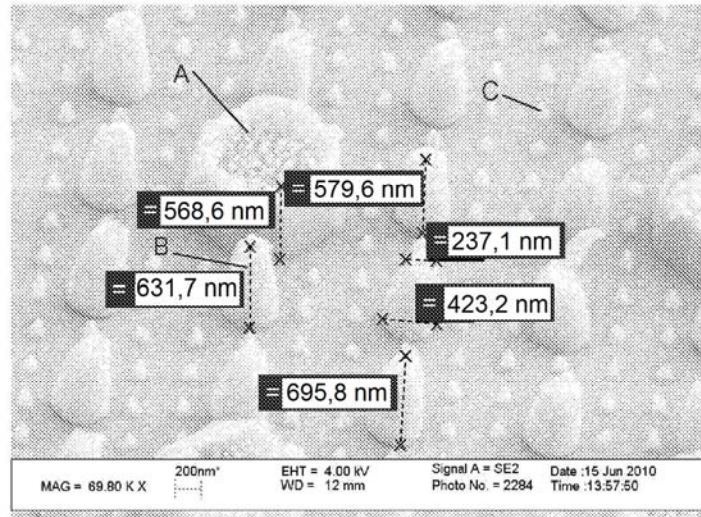 A
C
= 568,6 nm
= 579,6 nm
= 237,1 nm
B
= 631,7 nm
= 423,2 nm
= 695,8 nm
MAG = 69.80 K X
200nm*
EHT = 4.00 kV
WD = 12 mm
Signal A = SE2
Photo No. = 2284
Date :15 Jun 2010
Time :13:57:50